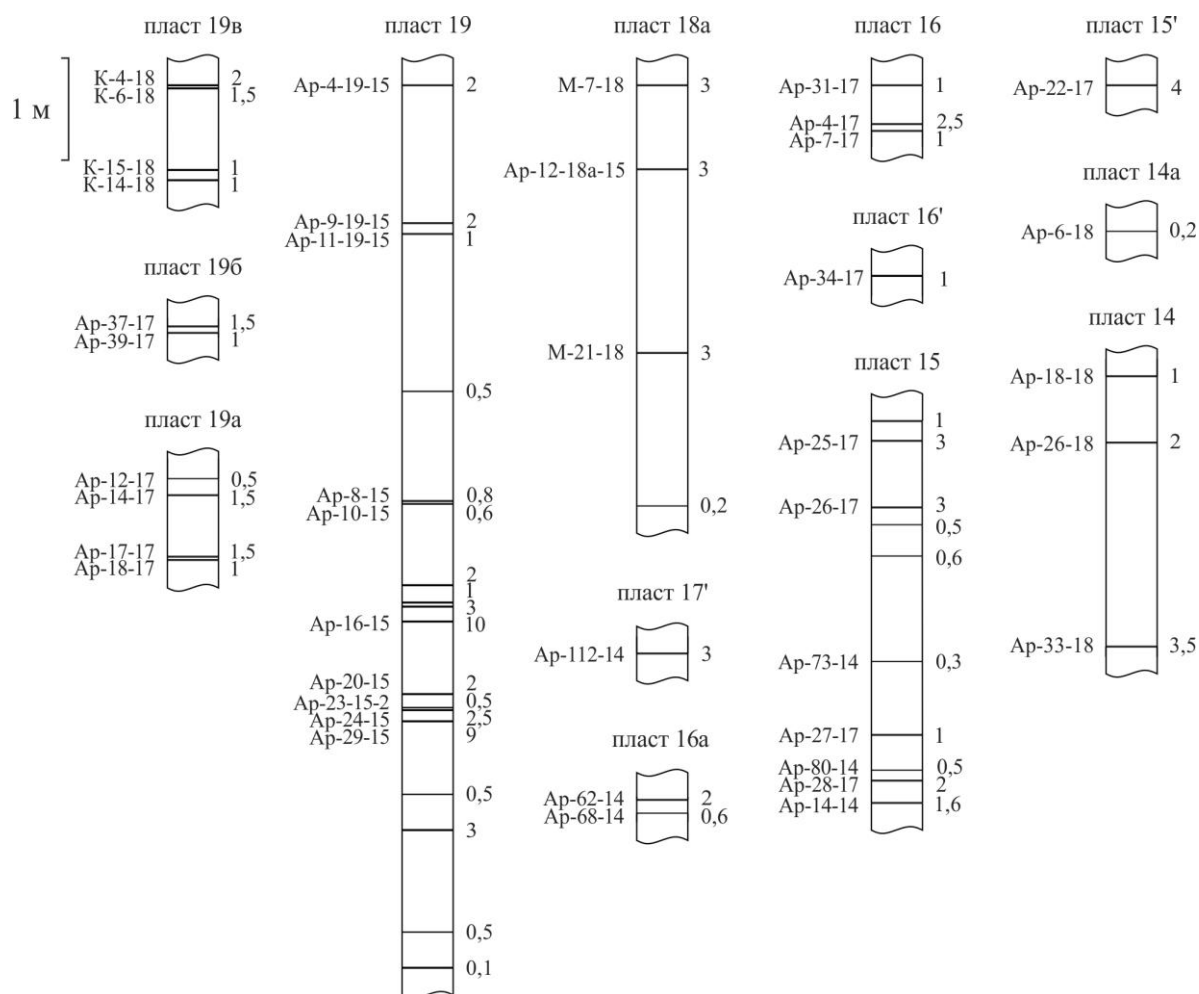 пласт 19в
1 м
К-4-18 2
К-6-18 1,5
К-15-18 1
К-14-18 1
пласт 19б
Ар-37-17 1,5
Ар-39-17 1
пласт 19а
Ар-12-17 0,5
Ар-14-17 1,5
Ар-17-17 1,5
Ар-18-17 1
пласт 19
Ар-4-19-15 2
Ар-9-19-15 2
Ар-11-19-15 1
0,5
Ар-8-15 0,8
Ар-10-15 0,6
2
1
3
Ар-16-15 10
Ар-20-15 2
Ар-23-15-2 0,5
Ар-24-15 2,5
Ар-29-15 9
0,5
3
0,5
0,1
пласт 18а
М-7-18 3
Ар-12-18а-15 3
М-21-18 3
0,2
пласт 17'
Ар-112-14 3
пласт 16а
Ар-62-14 2
Ар-68-14 0,6
пласт 16
Ар-31-17 1
Ар-4-17 2,5
Ар-7-17 1
пласт 16'
Ар-34-17 1
пласт 15
1
Ар-25-17 3
Ар-26-17 3
0,5
0,6
Ар-73-14 0,3
Ар-27-17 1
Ар-80-14 0,5
Ар-28-17 2
Ар-14-14 1,6
пласт 15'
Ар-22-17 4
пласт 14а
Ар-6-18 0,2
пласт 14
Ар-18-18 1
Ар-26-18 2
Ар-33-18 3,5